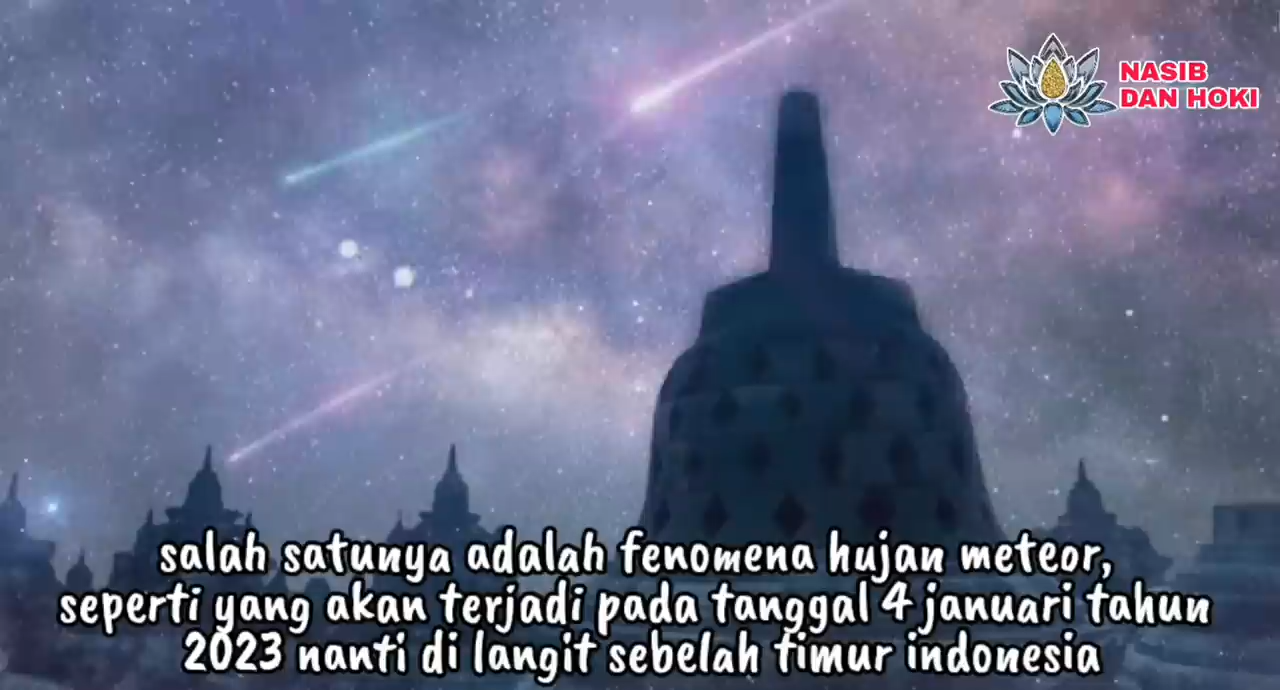 NASIB
DAN HOKI
salah satunya adalah fenomena hujan meteor,
seperti yang akan terjadi pada tanggal 4 januari tahun
2023 nanti di langit sebelah timur indonesia